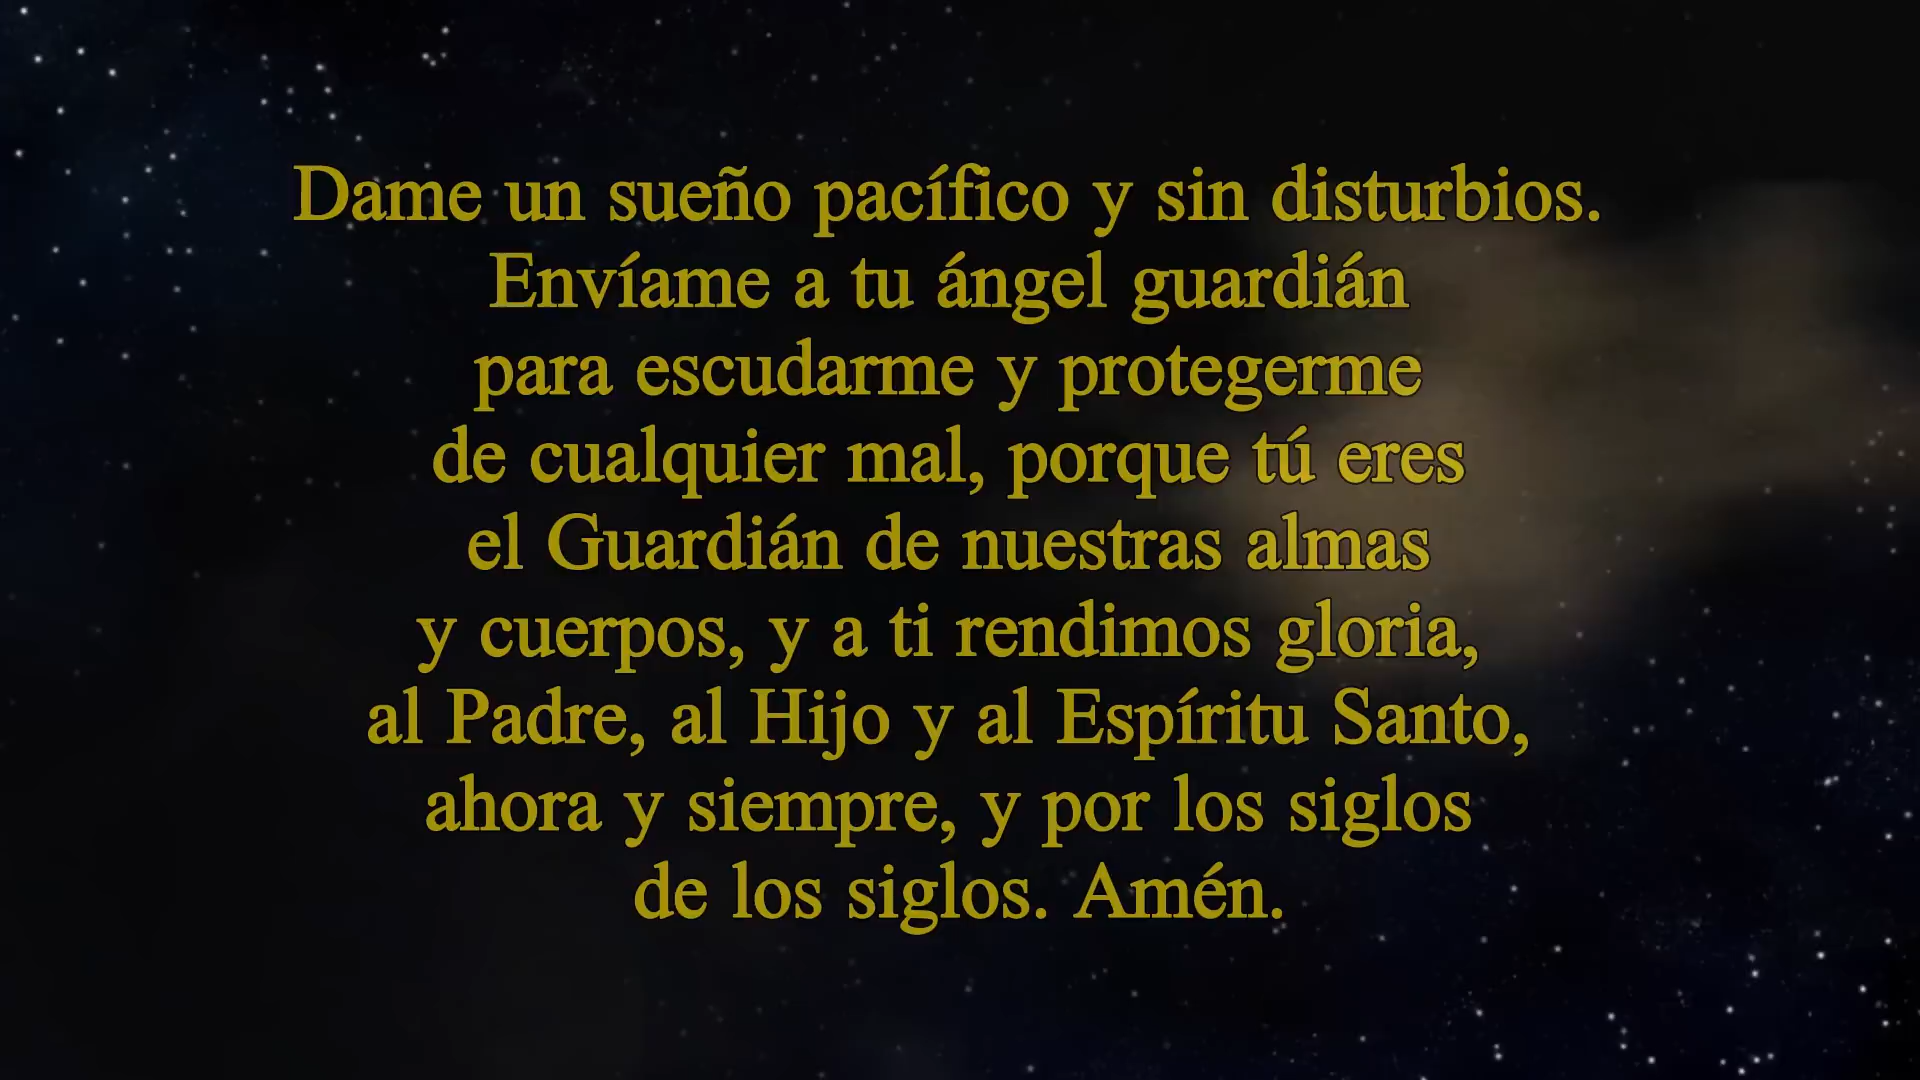 Dame un sueño pacífico y sin disturbios.
Envíame a tu ángel guardián
para escudarme y protegerme
de cualquier mal, porque tú eres
el Guardián de nuestras almas
y cuerpos, y a ti rendimos gloria,
al Padre, al Hijo y al Espíritu Santo,
ahora y siempre, y por los siglos
de los siglos. Amén.